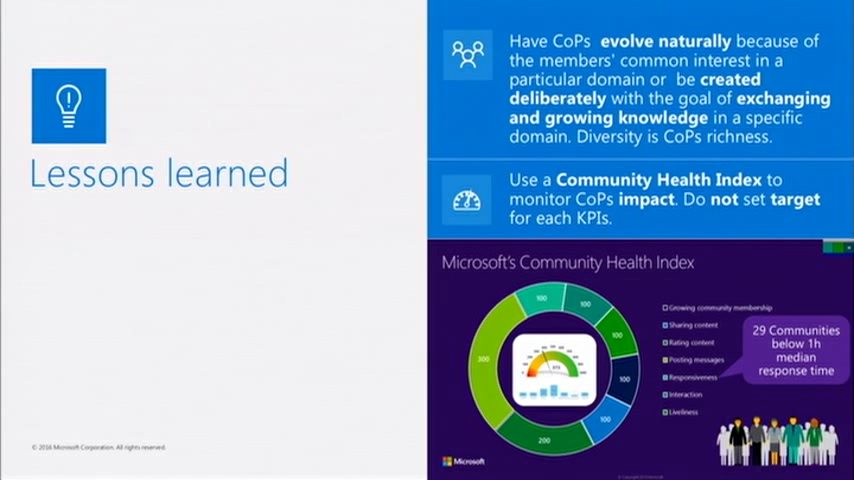 Lessons learned
© 2016 Microsoft Corporation. All rights reserved.
Have CoPs evolve naturally because of
the members' common interest in a
particular domain or be created
deliberately with the goal of exchanging
and growing knowledge in a specific
domain. Diversity is CoPs richness.
Use a Community Health Index to
monitor CoPs impact. Do not set target
for each KPIs.
Microsoft's Community Health Index
100
100
100
100
100
200
300
Growing community membership
Sharing content
Rating content
Posting messages
Responsiveness
Interaction
Liveliness
29 Communities
below 1h
median
response time
Microsoft